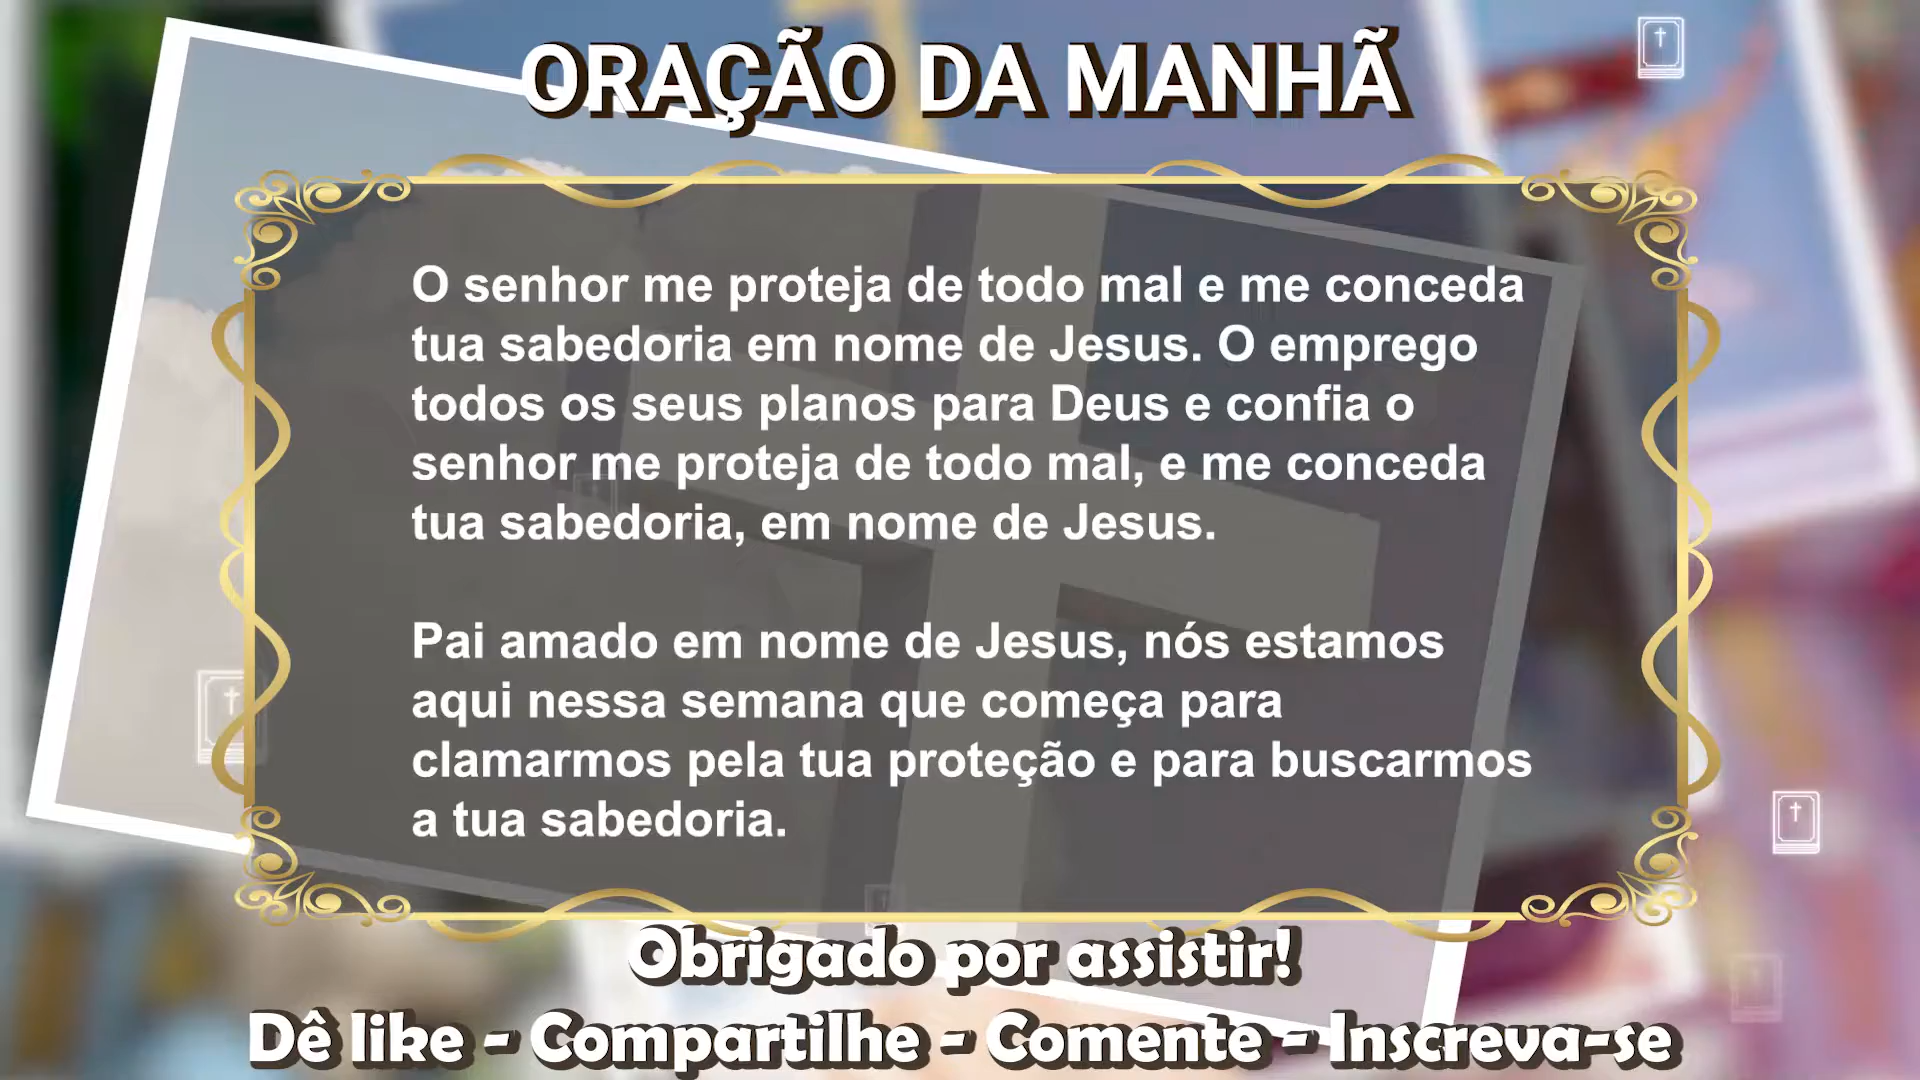 ORAÇÃO DA MANHÃ
O senhor me proteja de todo mal e me conceda
tua sabedoria em nome de Jesus. O emprego
todos os seus planos para Deus e confia o
senhor me proteja de todo mal, e me conceda
tua sabedoria, em nome de Jesus.
Pai amado em nome de Jesus, nós estamos
aqui nessa semana que começa para
clamarmos pela tua proteção e para buscarmos
a tua sabedoria.
Obrigado por assistir!
Dê like - Compartilhe - Comente - Inscreva-se